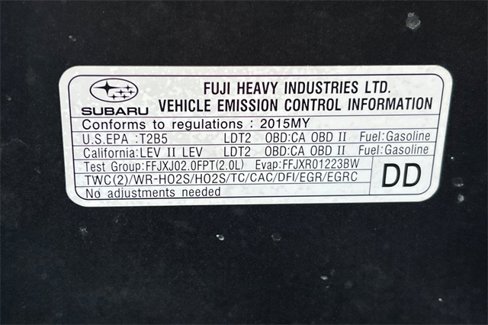 SUBARU
FUJI HEAVY INDUSTRIES LTD.
VEHICLE EMISSION CONTROL INFORMATION
Conforms to regulations : 2015MY
U.S.EPA :T2B5 LDT2 OBD:CA OBD II Fuel:Gasoline
California:LEV II LEV LDT2 OBD:CA OBD II Fuel:Gasoline
Test Group:FFJXJ02.0FPT(2.0L) Evap:FFJXR01223BW
TWC(2)/WR-HO2S/HO2S/TC/CAC/DFI/EGR/EGRC
No adjustments needed
DD